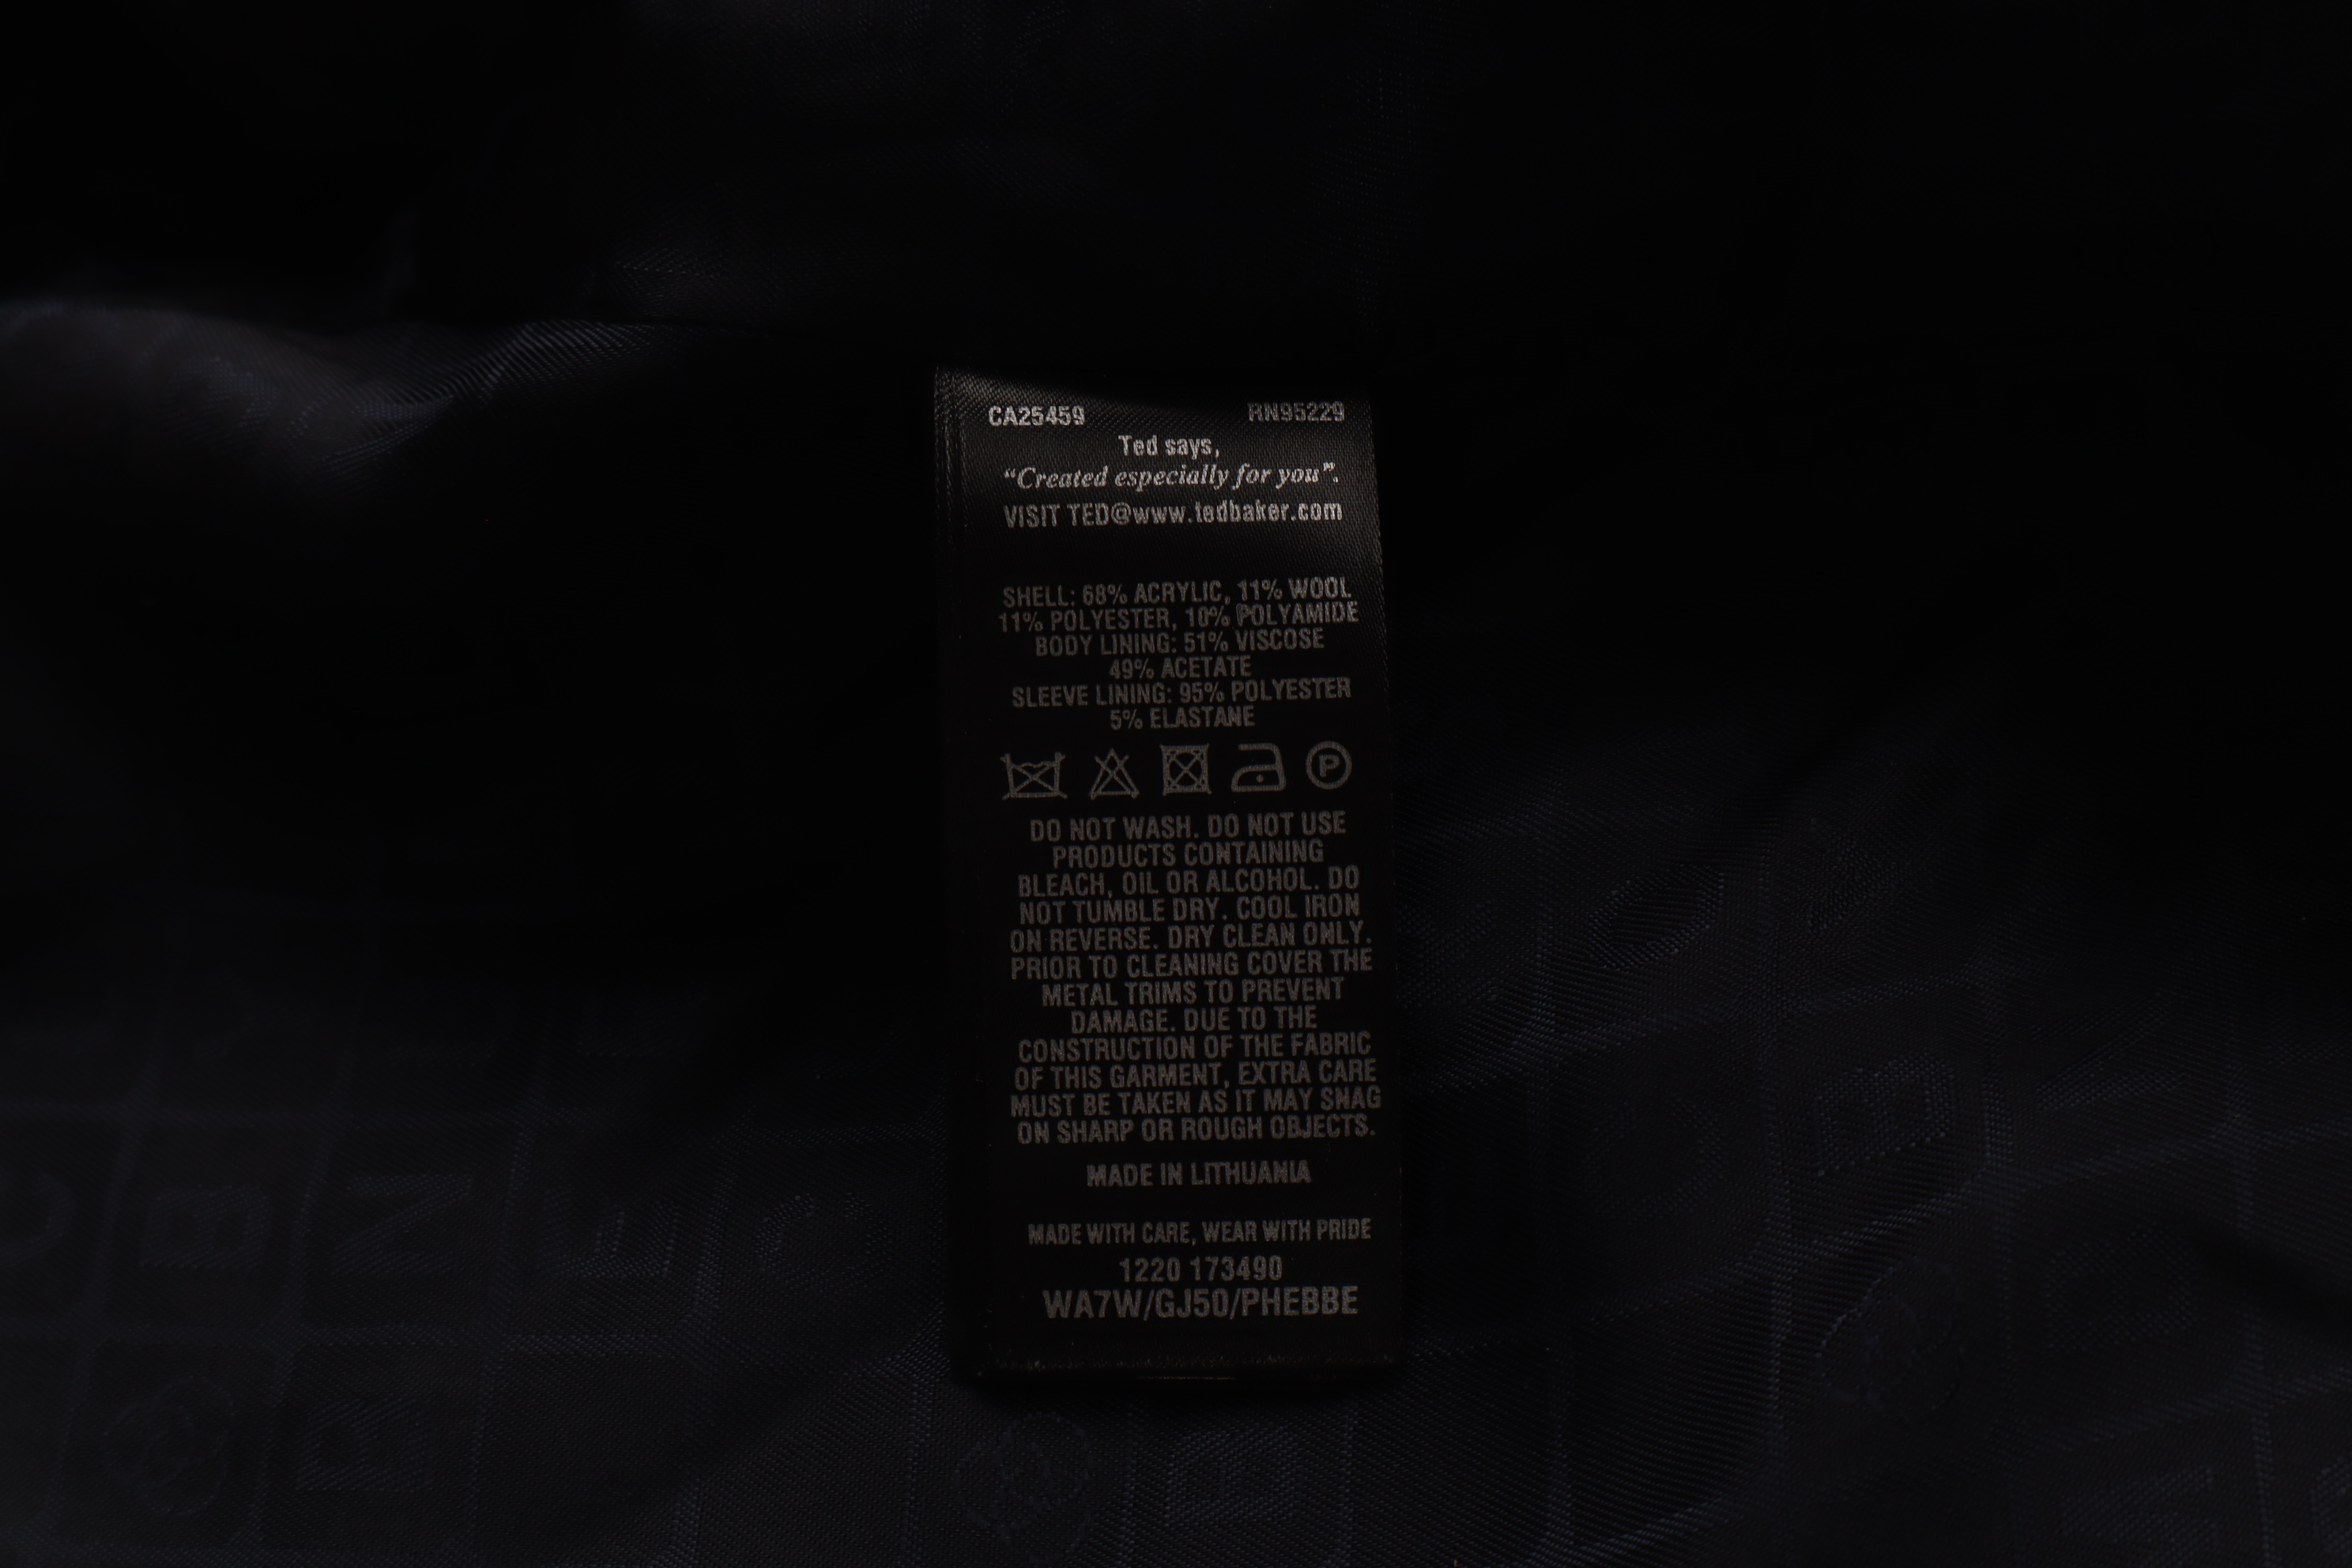 CA25459 RN95229
Ted says,
“Created especially for you”.
VISIT TED@www.tedbaker.com
SHELL: 68% ACRYLIC, 11% WOOL
11% POLYESTER, 10% POLYAMIDE
BODY LINING: 51% VISCOSE
49% ACETATE
SLEEVE LINING: 95% POLYESTER
5% ELASTANE
P
DO NOT WASH. DO NOT USE
PRODUCTS CONTAINING
BLEACH, OIL OR ALCOHOL. DO
NOT TUMBLE DRY. COOL IRON
ON REVERSE. DRY CLEAN ONLY.
PRIOR TO CLEANING COVER THE
METAL TRIMS TO PREVENT
DAMAGE. DUE TO THE
CONSTRUCTION OF THE FABRIC
OF THIS GARMENT, EXTRA CARE
MUST BE TAKEN AS IT MAY SNAG
ON SHARP OR ROUGH OBJECTS.
MADE IN LITHUANIA
MADE WITH CARE, WEAR WITH PRIDE
1220 173490
WA7W/GJ50/PHEBBE